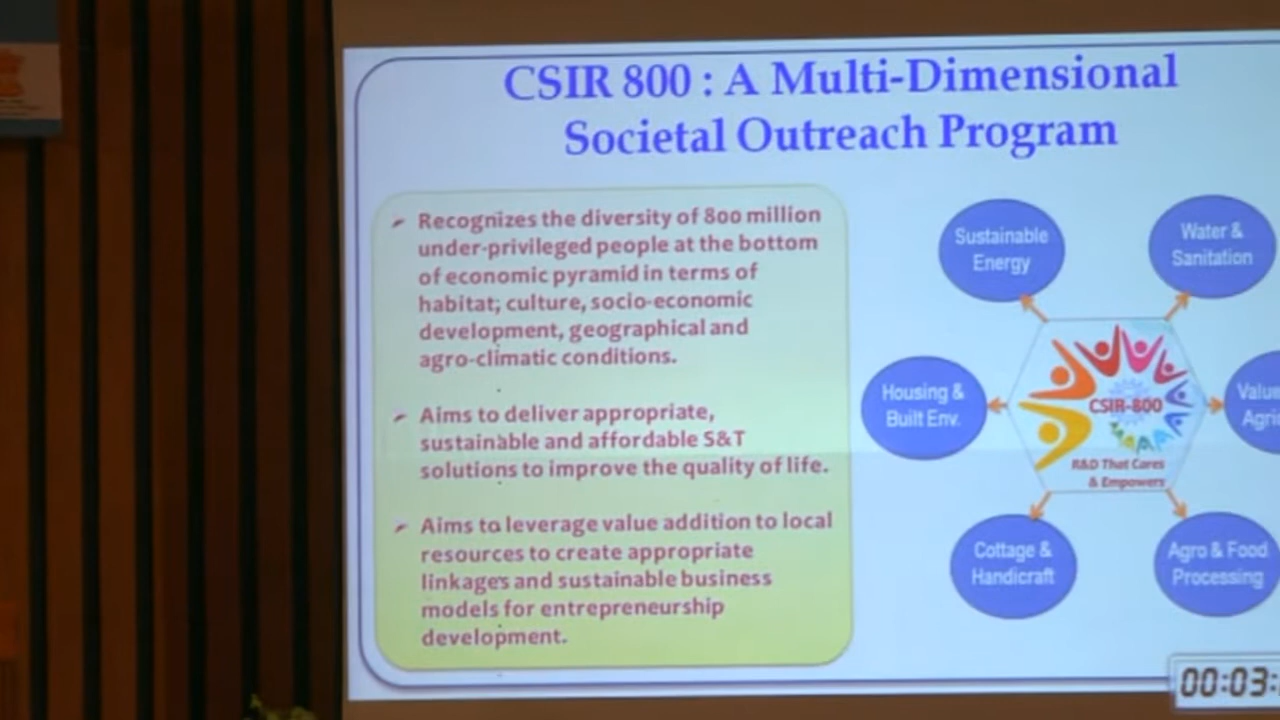 CSIR 800 : A Multi-Dimensional
Societal Outreach Program
Recognizes the diversity of 800 million
under-privileged people at the bottom
of economic pyramid in terms of
habitat; culture, socio-economic
development, geographical and
agro-climatic conditions.
Aims to deliver appropriate,
sustainable and affordable S&T
solutions to improve the quality of life.
Aims to leverage value addition to local
resources to create appropriate
linkages and sustainable business
models for entrepreneurship
development.
Sustainable
Energy
Water &
Sanitation
Housing &
Built Env.
CSIR-800
R&D That Cares
& Empowers
Cottage &
Handicraft
Agro & Food
Processing
00:03: